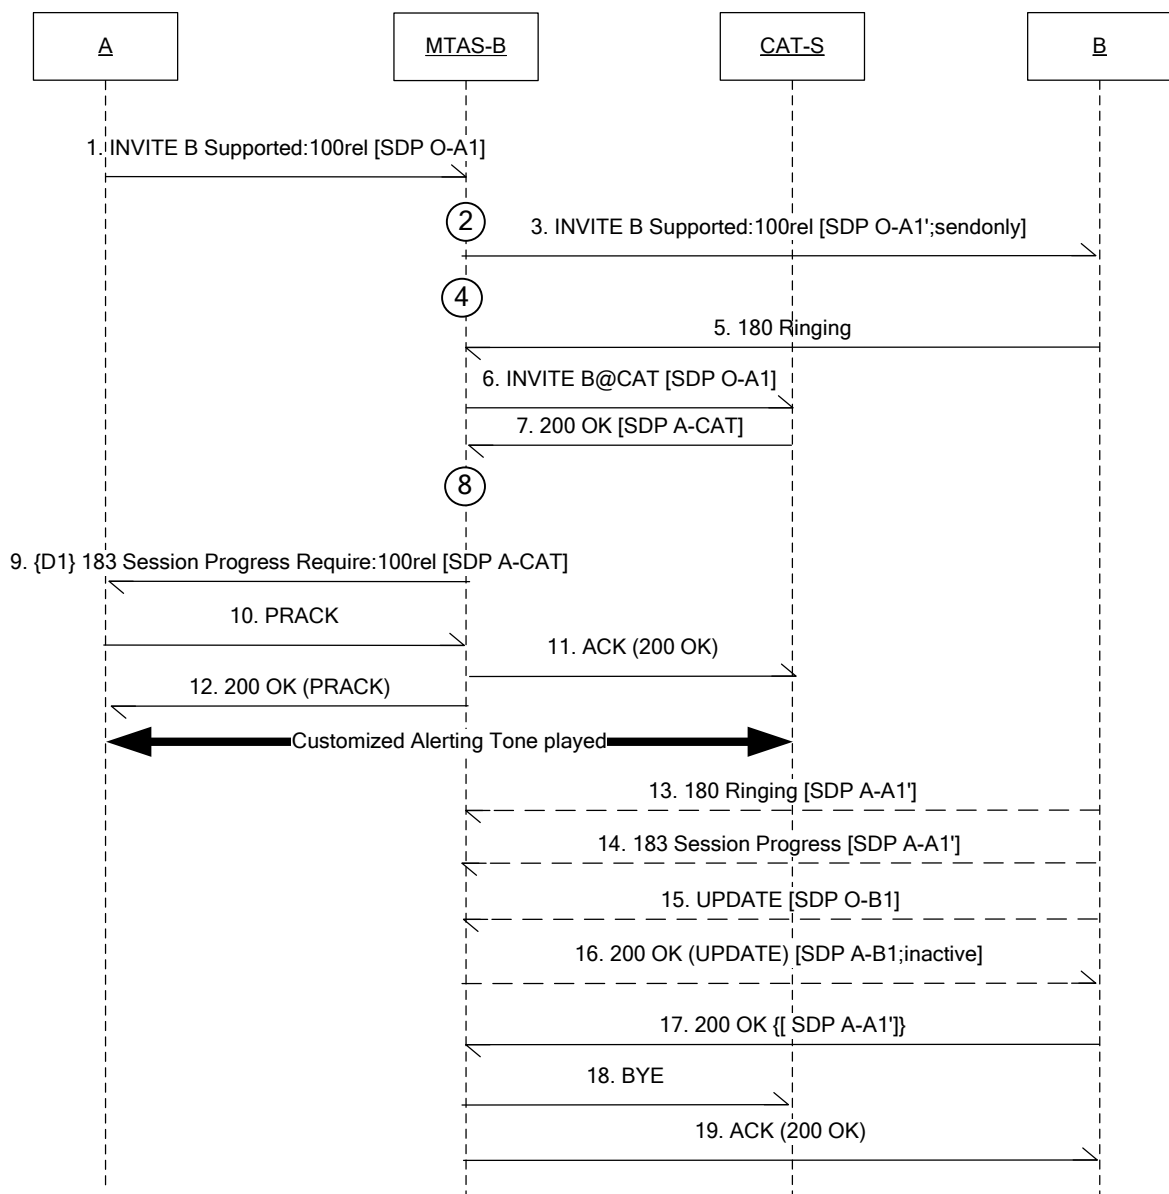 A
MTAS-B
CAT-S
B
1. INVITE B Supported:100rel [SDP O-A1]
2
3. INVITE B Supported:100rel [SDP O-A1';sendonly]
4
5. 180 Ringing
6. INVITE B@CAT [SDP O-A1]
7. 200 OK [SDP A-CAT]
8
9. {D1} 183 Session Progress Require:100rel [SDP A-CAT]
10. PRACK
11. ACK (200 OK)
12. 200 OK (PRACK)
Customized Alerting Tone played
13. 180 Ringing [SDP A-A1']
14. 183 Session Progress [SDP A-A1']
15. UPDATE [SDP O-B1]
16. 200 OK (UPDATE) [SDP A-B1;inactive]
17. 200 OK {[ SDP A-A1']}
18. BYE
19. ACK (200 OK)